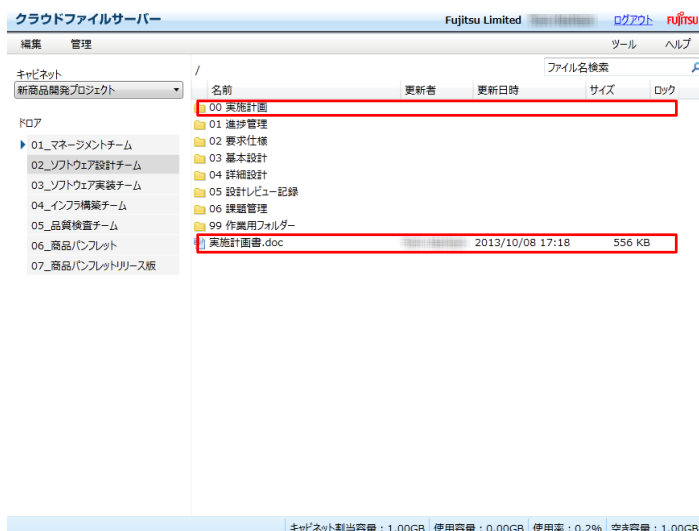 クラウドファイルサーバー Fujitsu Limited ログアウト FUJITSU
編集 管理 ツール ヘルプ
キャビネット
新商品開発プロジェクト
ドロア
01_マネージメントチーム
02_ソフトウェア設計チーム
03_ソフトウェア実装チーム
04_インフラ構築チーム
05_品質検査チーム
06_商品パンフレット
07_商品パンフレットリリース版
/ ファイル名検索
名前 更新者 更新日時 サイズ ロック
00 実施計画
01 進捗管理
02 要求仕様
03 基本設計
04 詳細設計
05 設計レビュー記録
06 課題管理
99 作業用フォルダー
実施計画書.doc 2013/10/08 17:18 556 KB
キャビネット割当容量：1.00GB 使用容量：0.00GB 使用率：0.2% 空き容量：1.00GB